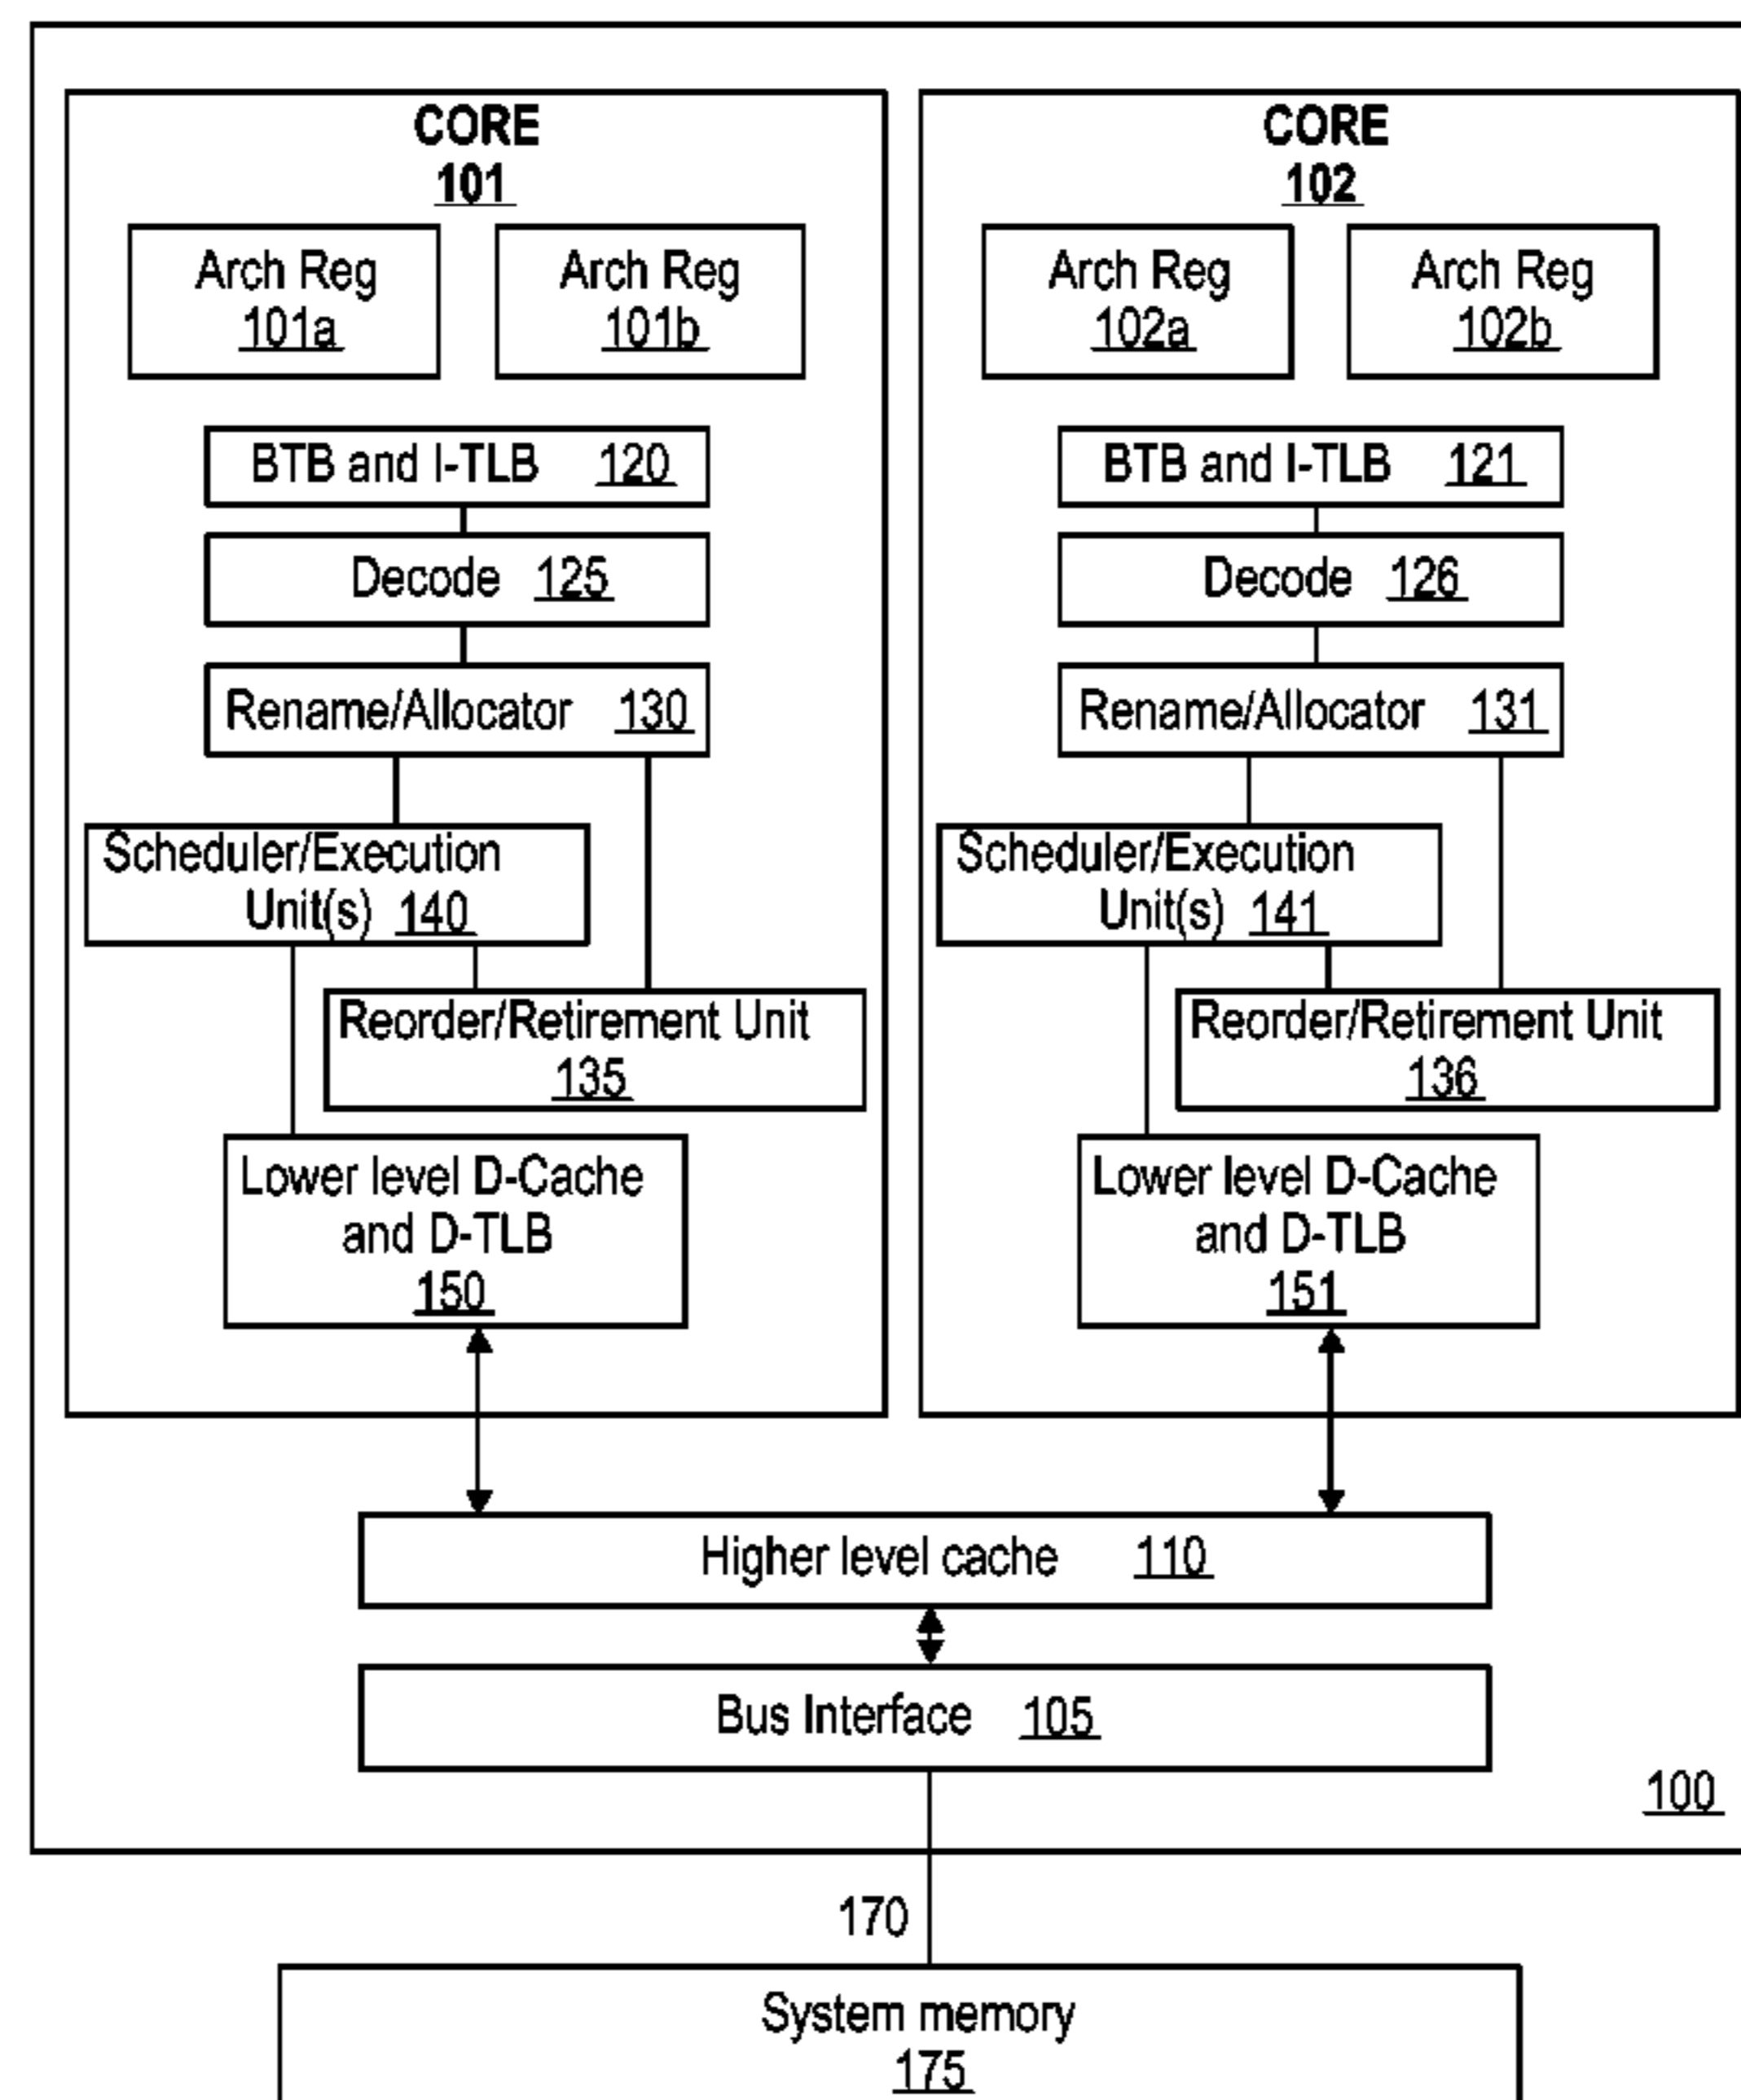 CORE
101
Arch Reg
101a
Arch Reg
101b
BTB and I-TLB 120
Decode 125
Rename/Allocator 130
Scheduler/Execution
Unit(s) 140
Reorder/Retirement Unit
135
Lower level D-Cache
and D-TLB
150
CORE
102
Arch Reg
102a
Arch Reg
102b
BTB and I-TLB 121
Decode 126
Rename/Allocator 131
Scheduler/Execution
Unit(s) 141
Reorder/Retirement Unit
136
Lower level D-Cache
and D-TLB
151
Higher level cache 110
Bus Interface 105
100
170
System memory
175